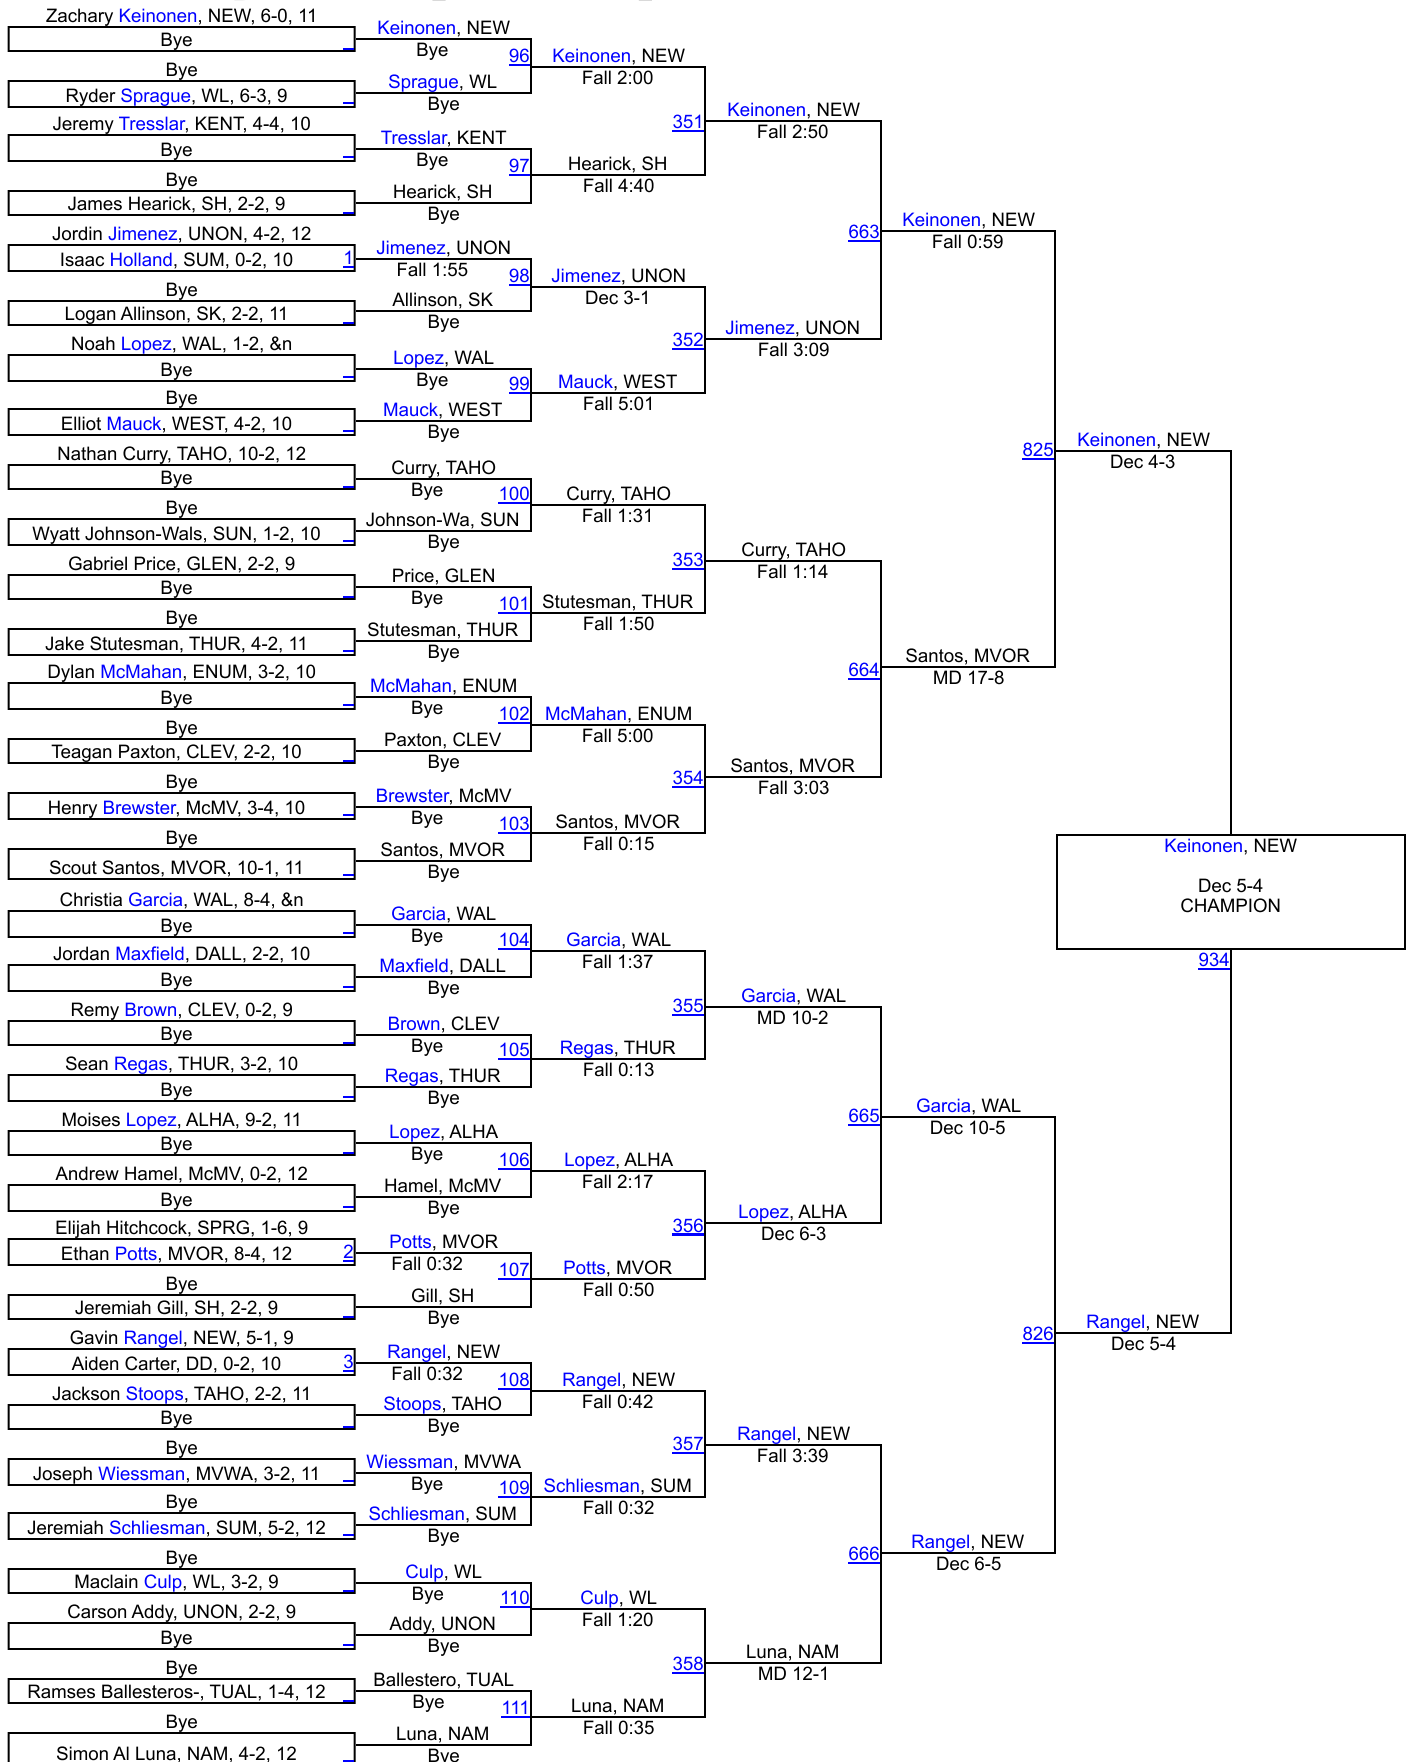 Zachary Keinonen, NEW, 6-0, 11
Bye
Bye
Ryder Sprague, WL, 6-3, 9
Jeremy Tresslar, KENT, 4-4, 10
Bye
Bye
James Hearick, SH, 2-2, 9
Jordin Jimenez, UNON, 4-2, 12
Isaac Holland, SUM, 0-2, 10 1
Bye
Logan Allinson, SK, 2-2, 11
Noah Lopez, WAL, 1-2, &n
Bye
Bye
Elliot Mauck, WEST, 4-2, 10
Nathan Curry, TAHO, 10-2, 12
Bye
Bye
Wyatt Johnson-Wals, SUN, 1-2, 10
Gabriel Price, GLEN, 2-2, 9
Bye
Bye
Jake Stutesman, THUR, 4-2, 11
Dylan McMahan, ENUM, 3-2, 10
Bye
Bye
Teagan Paxton, CLEV, 2-2, 10
Bye
Henry Brewster, McMV, 3-4, 10
Bye
Scout Santos, MVOR, 10-1, 11
Christia Garcia, WAL, 8-4, &n
Bye
Jordan Maxfield, DALL, 2-2, 10
Bye
Remy Brown, CLEV, 0-2, 9
Bye
Sean Regas, THUR, 3-2, 10
Bye
Moises Lopez, ALHA, 9-2, 11
Bye
Andrew Hamel, McMV, 0-2, 12
Bye
Elijah Hitchcock, SPRG, 1-6, 9
Ethan Potts, MVOR, 8-4, 12 2
Bye
Jeremiah Gill, SH, 2-2, 9
Gavin Rangel, NEW, 5-1, 9
Aiden Carter, DD, 0-2, 10 3
Jackson Stoops, TAHO, 2-2, 11
Bye
Bye
Joseph Wiessman, MVWA, 3-2, 11
Bye
Jeremiah Schliesman, SUM, 5-2, 12
Bye
Maclain Culp, WL, 3-2, 9
Carson Addy, UNON, 2-2, 9
Bye
Bye
Ramses Ballesteros-, TUAL, 1-4, 12
Bye
Simon Al Luna, NAM, 4-2, 12
Keinonen, NEW
Bye
96
Sprague, WL
Bye
Tresslar, KENT
Bye
97
Hearick, SH
Bye
Jimenez, UNON
Fall 1:55
98
Allinson, SK
Bye
Lopez, WAL
Bye
99
Mauck, WEST
Bye
Curry, TAHO
Bye
100
Johnson-Wa, SUN
Bye
Price, GLEN
Bye
101
Stutesman, THUR
Bye
McMahan, ENUM
Bye
102
Paxton, CLEV
Bye
Brewster, McMV
Bye
103
Santos, MVOR
Bye
Garcia, WAL
Bye
104
Maxfield, DALL
Bye
Brown, CLEV
Bye
105
Regas, THUR
Bye
Lopez, ALHA
Bye
106
Hamel, McMV
Bye
Potts, MVOR
Fall 0:32
107
Gill, SH
Bye
Rangel, NEW
Fall 0:32
108
Stoops, TAHO
Bye
Wiessman, MVWA
Bye
109
Schliesman, SUM
Bye
Culp, WL
Bye
110
Addy, UNON
Bye
Ballestero, TUAL
Bye
111
Luna, NAM
Bye
Keinonen, NEW
Fall 2:00
351
Hearick, SH
Fall 4:40
Jimenez, UNON
Dec 3-1
352
Mauck, WEST
Fall 5:01
Curry, TAHO
Fall 1:31
353
Stutesman, THUR
Fall 1:50
McMahan, ENUM
Fall 5:00
354
Santos, MVOR
Fall 0:15
Garcia, WAL
Fall 1:37
355
Regas, THUR
Fall 0:13
Lopez, ALHA
Fall 2:17
356
Potts, MVOR
Fall 0:50
Rangel, NEW
Fall 0:42
357
Schliesman, SUM
Fall 0:32
Culp, WL
Fall 1:20
358
Luna, NAM
Fall 0:35
Keinonen, NEW
Fall 2:50
663
Jimenez, UNON
Fall 3:09
Curry, TAHO
Fall 1:14
664
Santos, MVOR
Fall 3:03
Garcia, WAL
MD 10-2
665
Lopez, ALHA
Dec 6-3
Rangel, NEW
Fall 3:39
666
Luna, NAM
MD 12-1
Keinonen, NEW
Fall 0:59
825
Santos, MVOR
MD 17-8
Garcia, WAL
Dec 10-5
826
Rangel, NEW
Dec 6-5
Keinonen, NEW
Dec 4-3
Keinonen, NEW
Dec 5-4
CHAMPION
934
Rangel, NEW
Dec 5-4